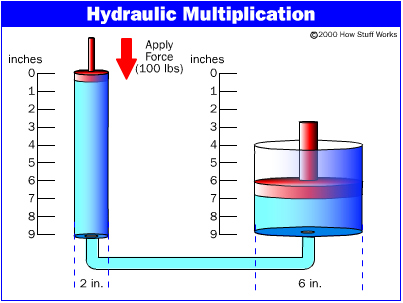 Hydraulic Multiplication
©2000 How Stuff Works
Apply
Force
(100 lbs)
inches
0
1
2
3
4
5
6
7
8
9
inches
0
1
2
3
4
5
6
7
8
9
2 in.
6 in.